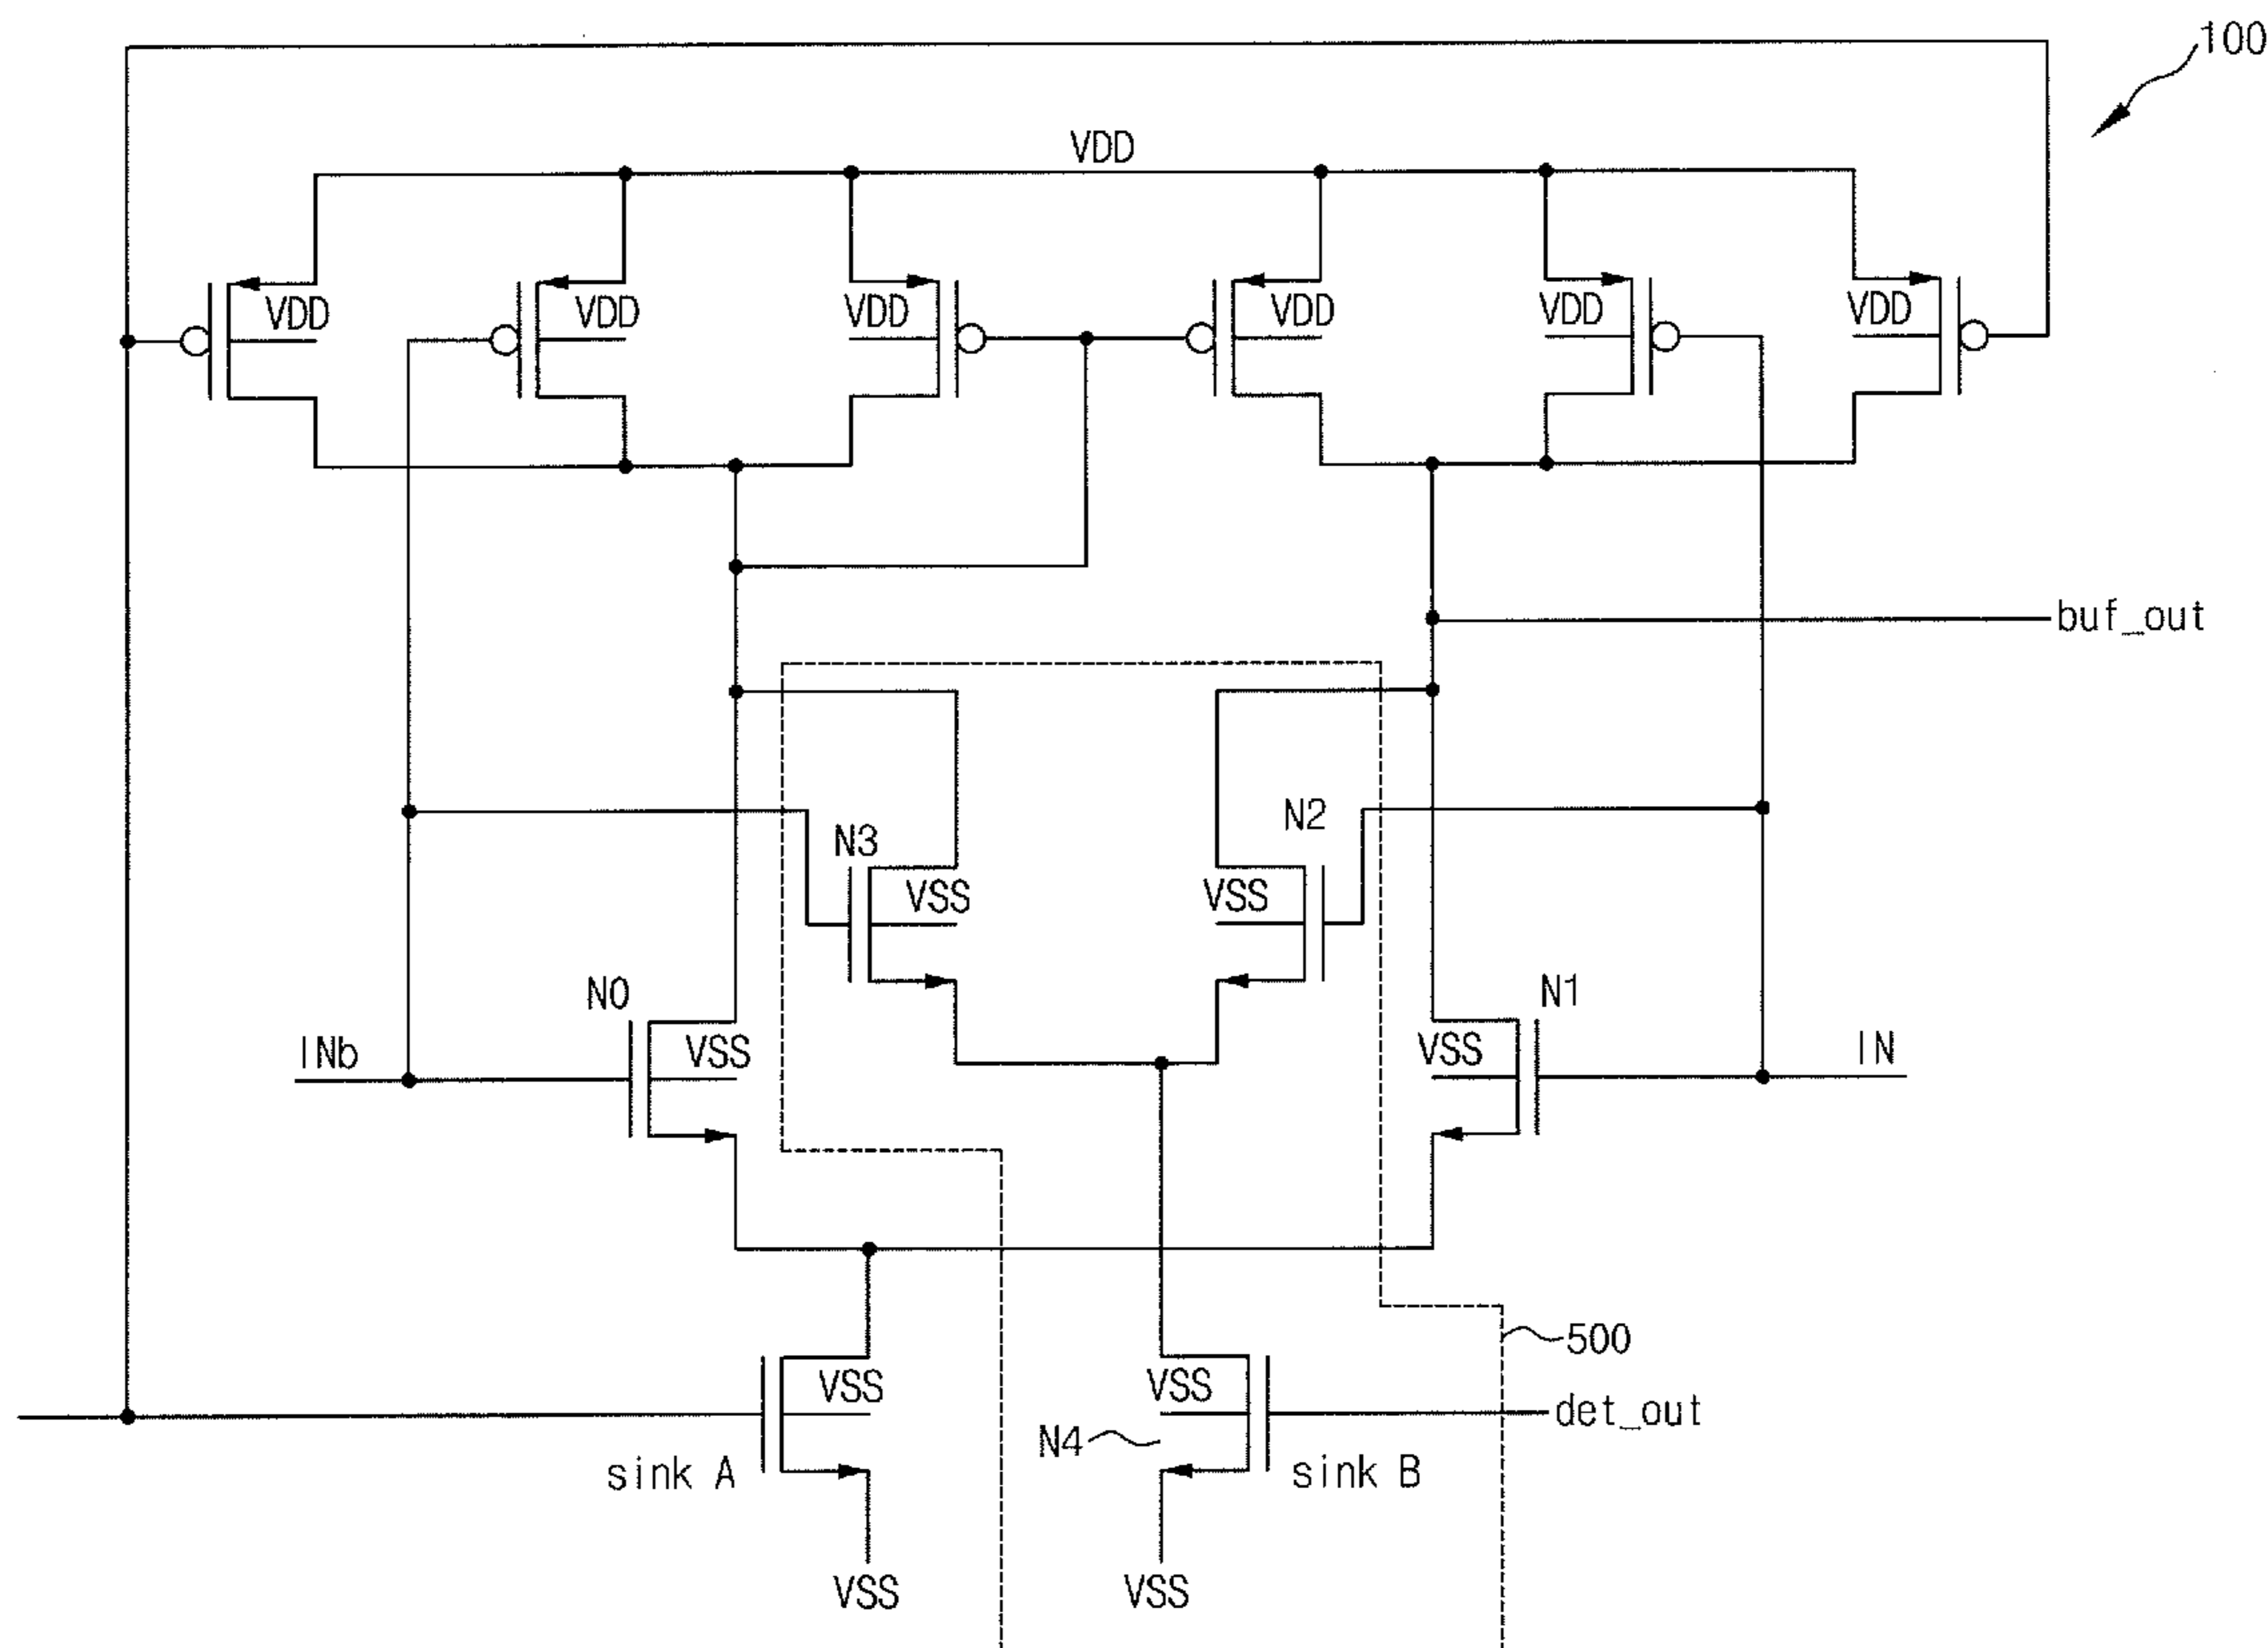 100
VDD
VDD
VDD
VDD
VDD
VDD
VDD
buf_out
N3
N2
VSS
VSS
N0
N1
INb
VSS
VSS
IN
500
VSS
VSS
det_out
N4
sink A
sink B
VSS
VSS